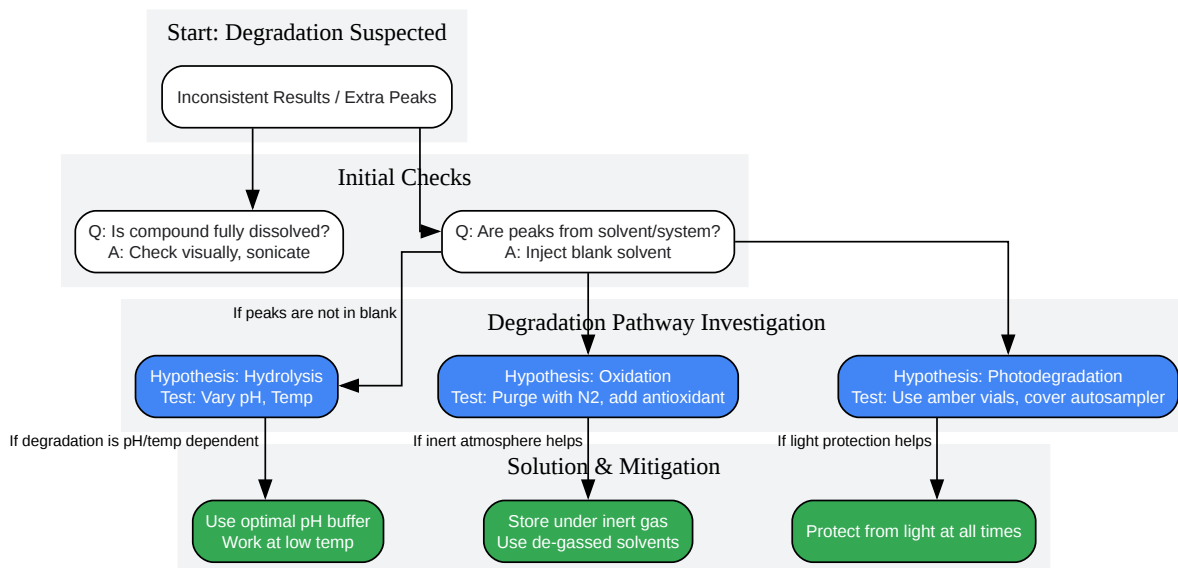 Start: Degradation Suspected
Inconsistent Results / Extra Peaks
Initial Checks
Q: Is compound fully dissolved?
A: Check visually, sonicate
Q: Are peaks from solvent/system?
A: Inject blank solvent
If peaks are not in blank
Degradation Pathway Investigation
Hypothesis: Hydrolysis
Test: Vary pH, Temp
Hypothesis: Oxidation
Test: Purge with N2, add antioxidant
Hypothesis: Photodegradation
Test: Use amber vials, cover autosampler
If degradation is pH/temp dependent
If inert atmosphere helps
If light protection helps
Solution & Mitigation
Use optimal pH buffer
Work at low temp
Store under inert gas
Use de-gassed solvents
Protect from light at all times